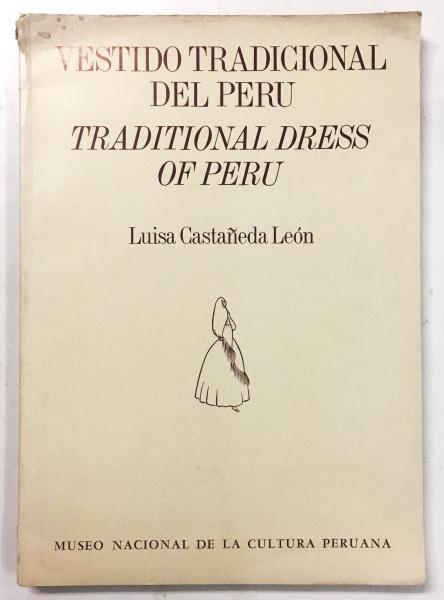 VESTIDO TRADICIONAL
DEL PERU
TRADITIONAL DRESS
OF PERU
Luisa Castañeda León
MUSEO NACIONAL DE LA CULTURA PERUANA